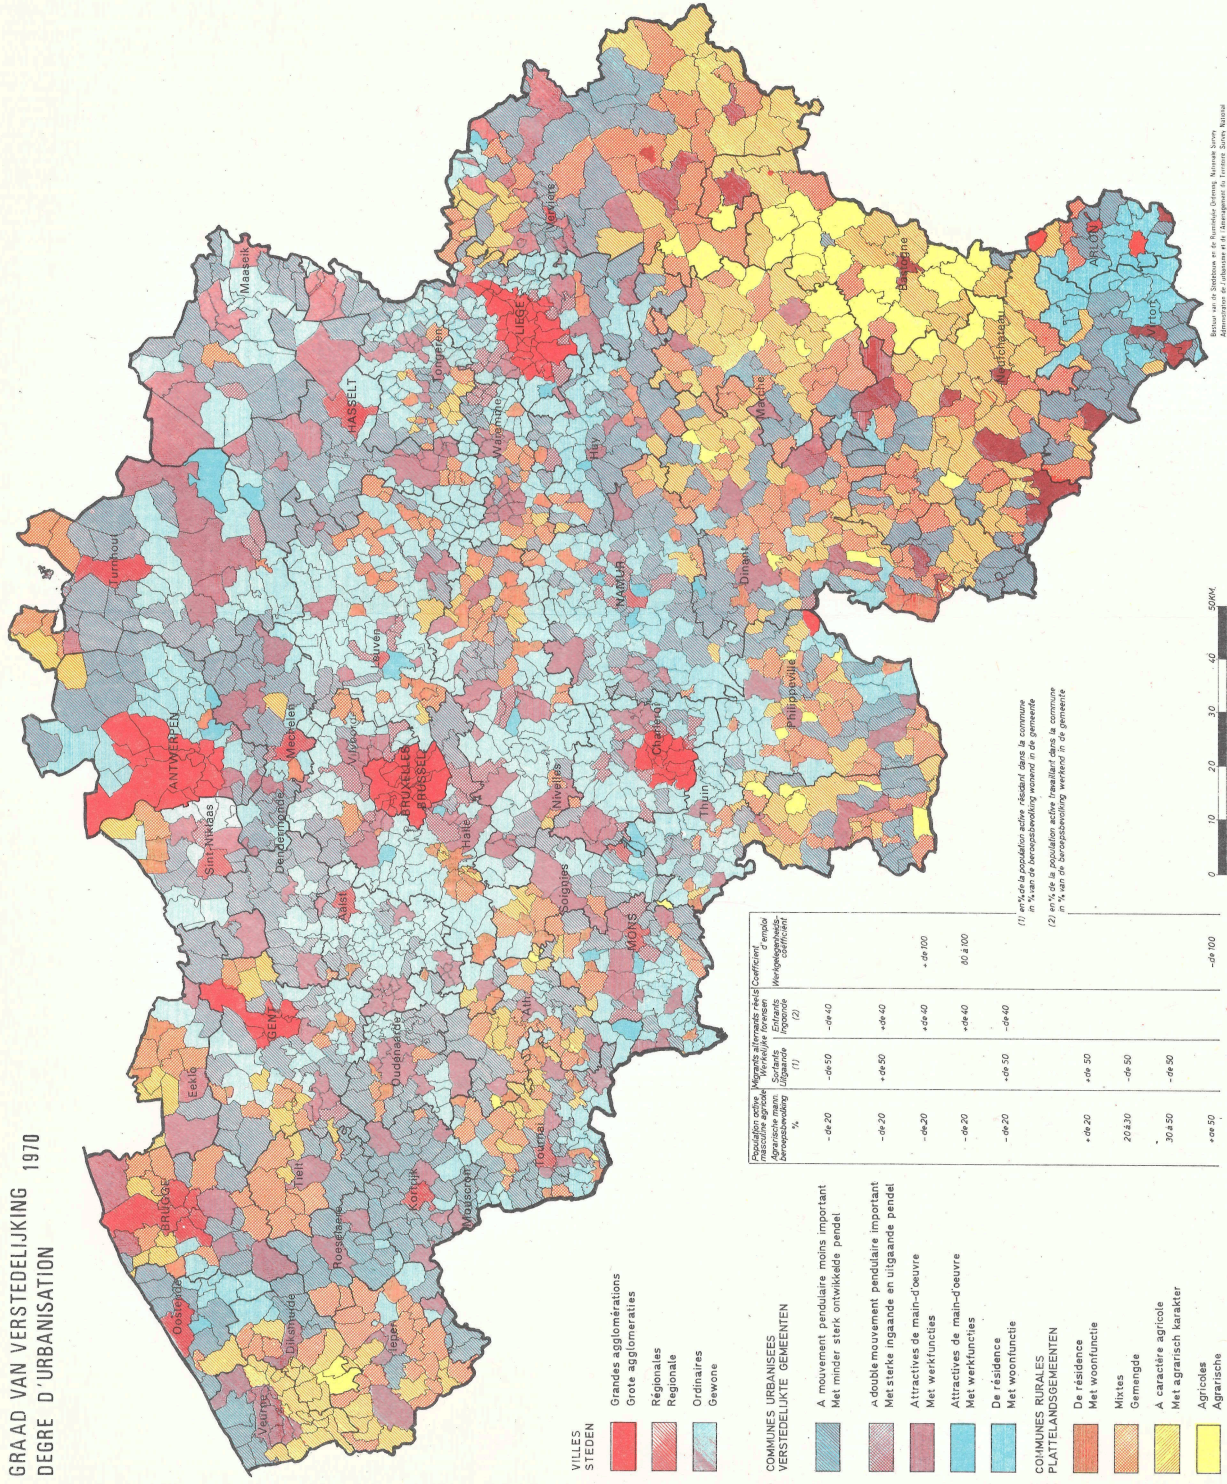 GRAAD VAN VERSTEDELIJKING 1970
DEGRE D'URBANISATION
Maaseik
HASSELT
Tongeren
LIEGE
Verviers
Waremme
Huy
Turnhout
ANTWERPEN
Mechelen
Leuven
BRUXELLES
BRUSSEL
Halle
Nivelles
NAMUR
Charleroi
Thuin
Dinant
Philippeville
Marche
Bastogne
Neufchâteau
ARLON
Virton
Sint-Niklaas
Dendermonde
Aalst
Soignies
MONS
GENT
Eeklo
Oudenaarde
Ath
Tournai
BRUGGE
Tielt
Kortrijk
Mouscron
Roeselare
Oostende
Diksmuide
Ieper
Veurne
VILLES
STEDEN
Grandes agglomérations
Grote agglomeraties
Régionales
Regionale
Ordinaires
Gewone
COMMUNES URBANISEES
VERSTEDELIJKTE GEMEENTEN
A mouvement pendulaire moins important
Met minder sterk ontwikkelde pendel
A double mouvement pendulaire important
Met sterke ingaande en uitgaande pendel
Attractives de main-d'oeuvre
Met werkfuncties
Attractives de main-d'oeuvre
Met werkfuncties
De résidence
Met woonfunctie
COMMUNES RURALES
PLATTELANDSGEMEENTEN
De résidence
Met woonfunctie
Mixtes
Gemengde
A caractère agricole
Met agrarisch karakter
Agricoles
Agrarische
Population active masculine agricole
Agrarische mann. beroepsbevolking
%
Migrants alternants réels
Werkelijke forensen
Sortants
Uitgaande
(1)
Entrants
Ingaande
(2)
Coefficient d'emploi
Werkgelegenheids-coëfficiënt
- de 20 - de 50 - de 40
- de 20 + de 50 + de 40
- de 20 + de 40 + de 100
- de 20 + de 40 80 à 100
- de 20 + de 50 - de 40
+ de 20 + de 50
20 à 30 - de 50
30 à 50 - de 50
+ de 50 - de 100
(1) en % de la population active résidant dans la commune
in % van de beroepsbevolking wonend in de gemeente
(2) en % de la population active travaillant dans la commune
in % van de beroepsbevolking werkend in de gemeente
0 10 20 30 40 50KM.
Bestuur van de Stedebouw en de Ruimtelijke Ordening. Nationale Survey
Administration de l'urbanisme et de l'Amenagement du Territoire Survey National